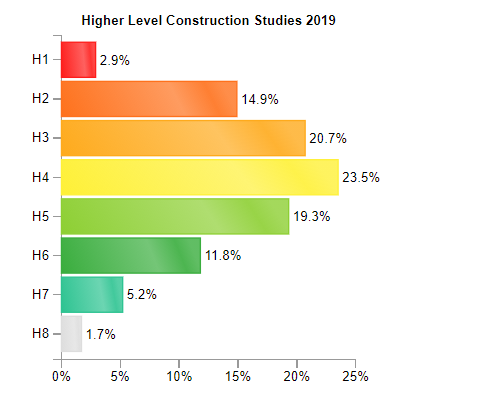 Higher Level Construction Studies 2019
H1 2.9%
H2 14.9%
H3 20.7%
H4 23.5%
H5 19.3%
H6 11.8%
H7 5.2%
H8 1.7%
0% 5% 10% 15% 20% 25%